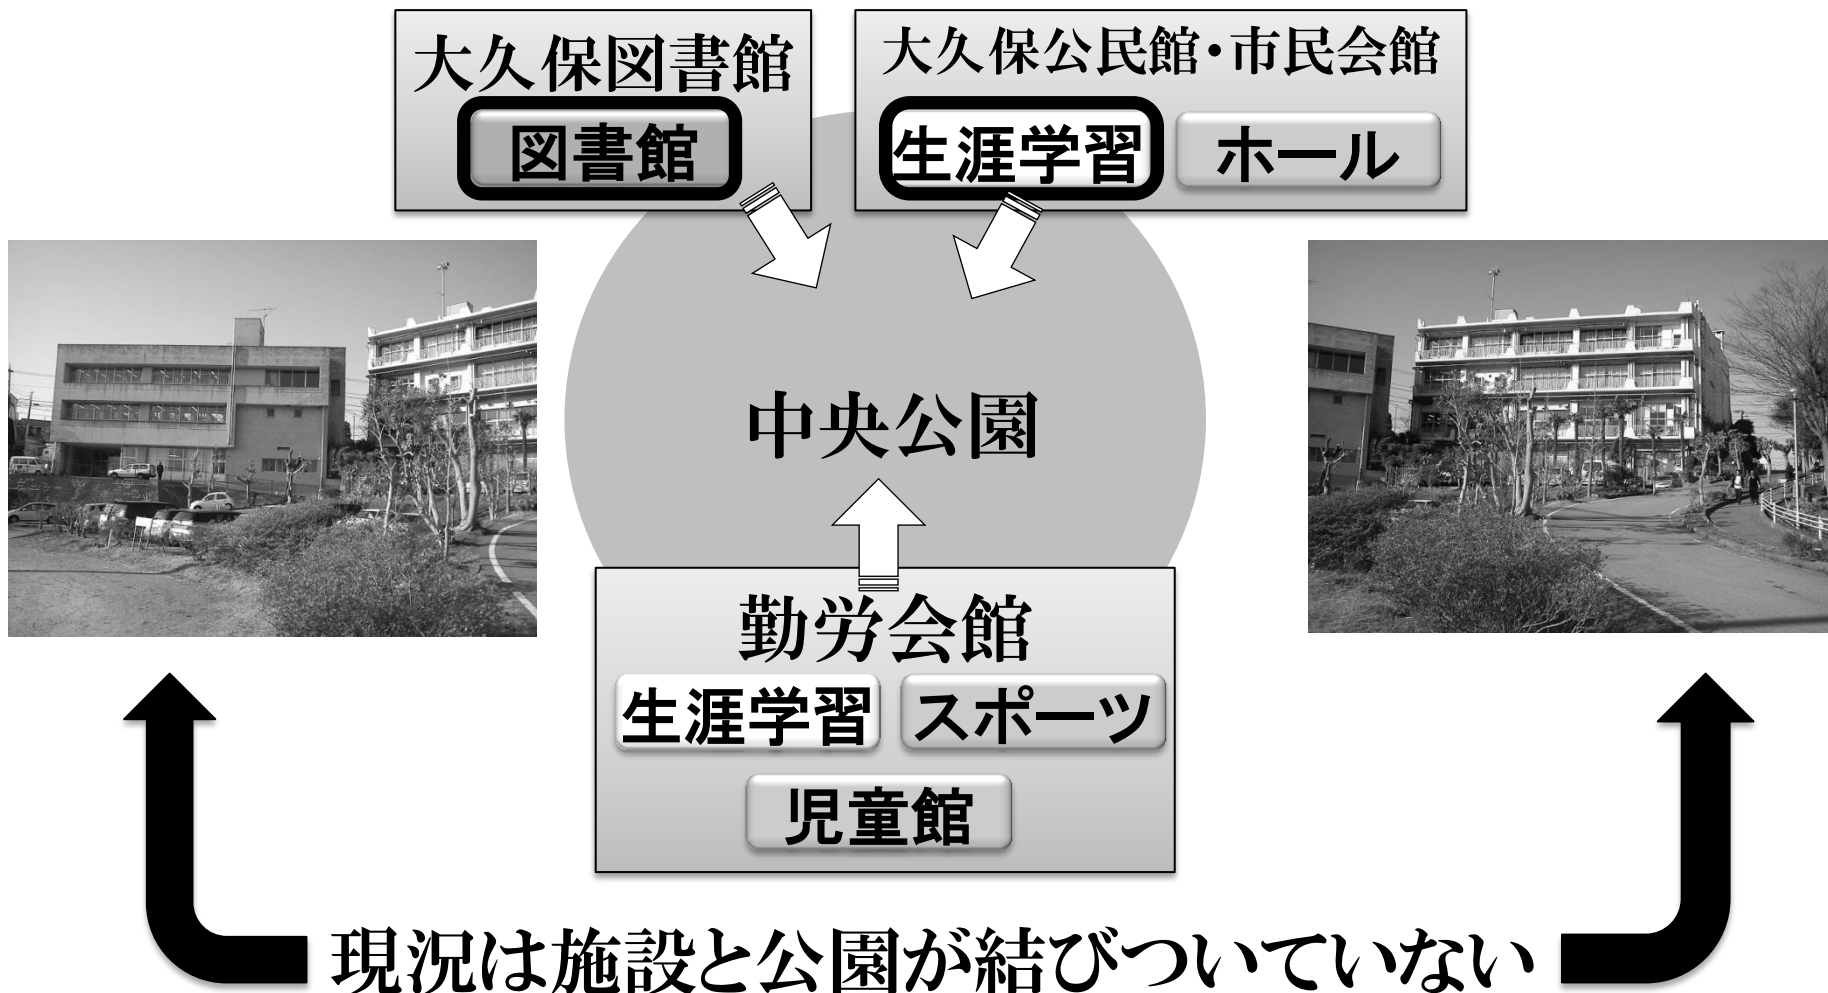 大久保図書館
図書館
大久保公民館・市民会館
生涯学習
ホール
中央公園
勤労会館
生涯学習
スポーツ
児童館
現況は施設と公園が結びついていない